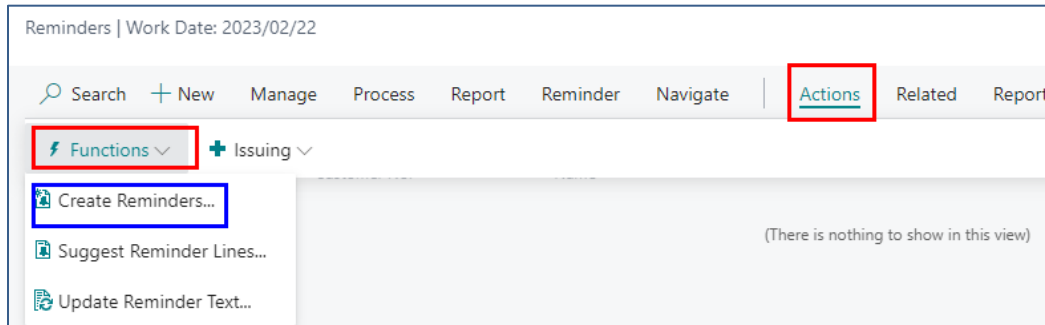 Reminders | Work Date: 2023/02/22
Search New Manage Process Report Reminder Navigate Actions Related Report
Functions Issuing
Create Reminders...
(There is nothing to show in this view)
Suggest Reminder Lines...
Update Reminder Text...